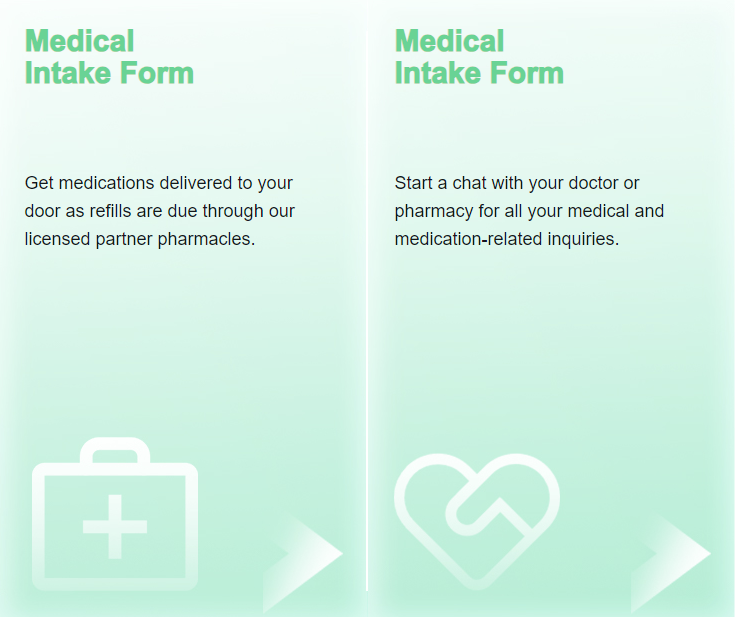 Medical
Intake Form
Get medications delivered to your
door as refills are due through our
licensed partner pharmacles.
Medical
Intake Form
Start a chat with your doctor or
pharmacy for all your medical and
medication-related inquiries.